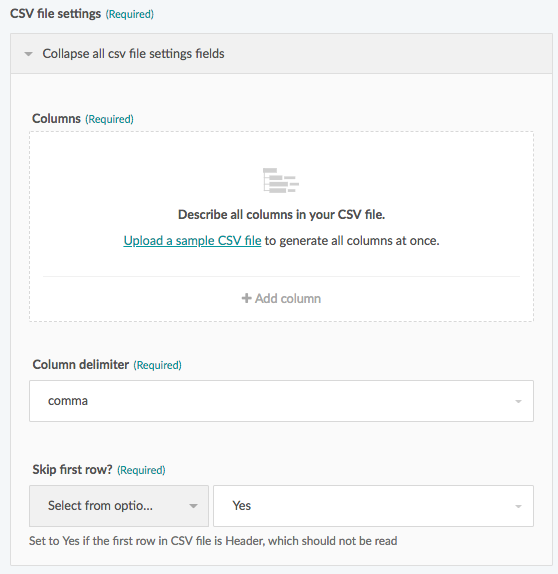 CSV file settings (Required)
Collapse all csv file settings fields
Columns (Required)
Describe all columns in your CSV file.
Upload a sample CSV file to generate all columns at once.
+ Add column
Column delimiter (Required)
comma
Skip first row? (Required)
Select from optio... Yes
Set to Yes if the first row in CSV file is Header, which should not be read